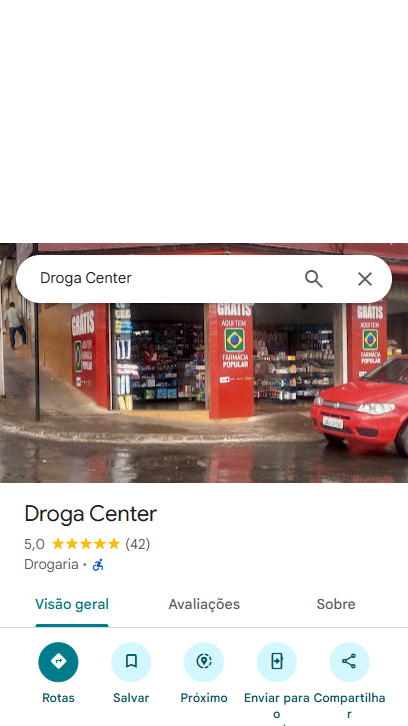 Droga Center
GRÁTIS
AQUI TEM
FARMÁCIA
POPULAR
GRÁTIS
AQUI TEM
FARMÁCIA
POPULAR
GRÁTIS
AQUI TEM
FARMÁCIA
POPULAR
Droga Center
5,0 (42)
Drogaria ·
Visão geral Avaliações Sobre
Rotas Salvar Próximo Enviar para o Compartilhar